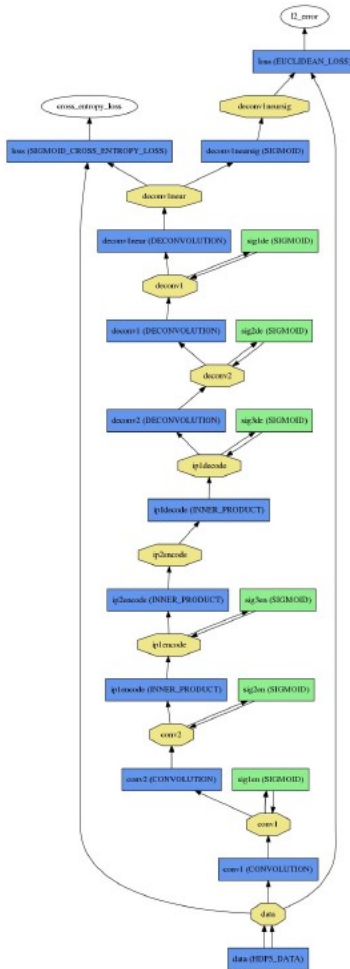 l2_error
loss (EUCLIDEAN_LOSS)
cross_entropy_loss
deconv1neursig
loss (SIGMOID_CROSS_ENTROPY_LOSS)
deconv1neursig (SIGMOID)
deconv1neur
deconv1neur (DECONVOLUTION)
sig1de (SIGMOID)
deconv1
deconv1 (DECONVOLUTION)
sig2de (SIGMOID)
deconv2
deconv2 (DECONVOLUTION)
sig3de (SIGMOID)
ip1decode
ip1decode (INNER_PRODUCT)
ip2encode
ip2encode (INNER_PRODUCT)
sig3en (SIGMOID)
ip1encode
ip1encode (INNER_PRODUCT)
sig2en (SIGMOID)
conv2
conv2 (CONVOLUTION)
sig1en (SIGMOID)
conv1
conv1 (CONVOLUTION)
data
data (HDF5_DATA)